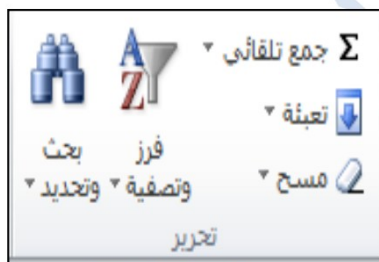 Σ جمع تلقائي
تعبئة
مسح
فرز
وتصفية
بحث
وتحديد
تحرير